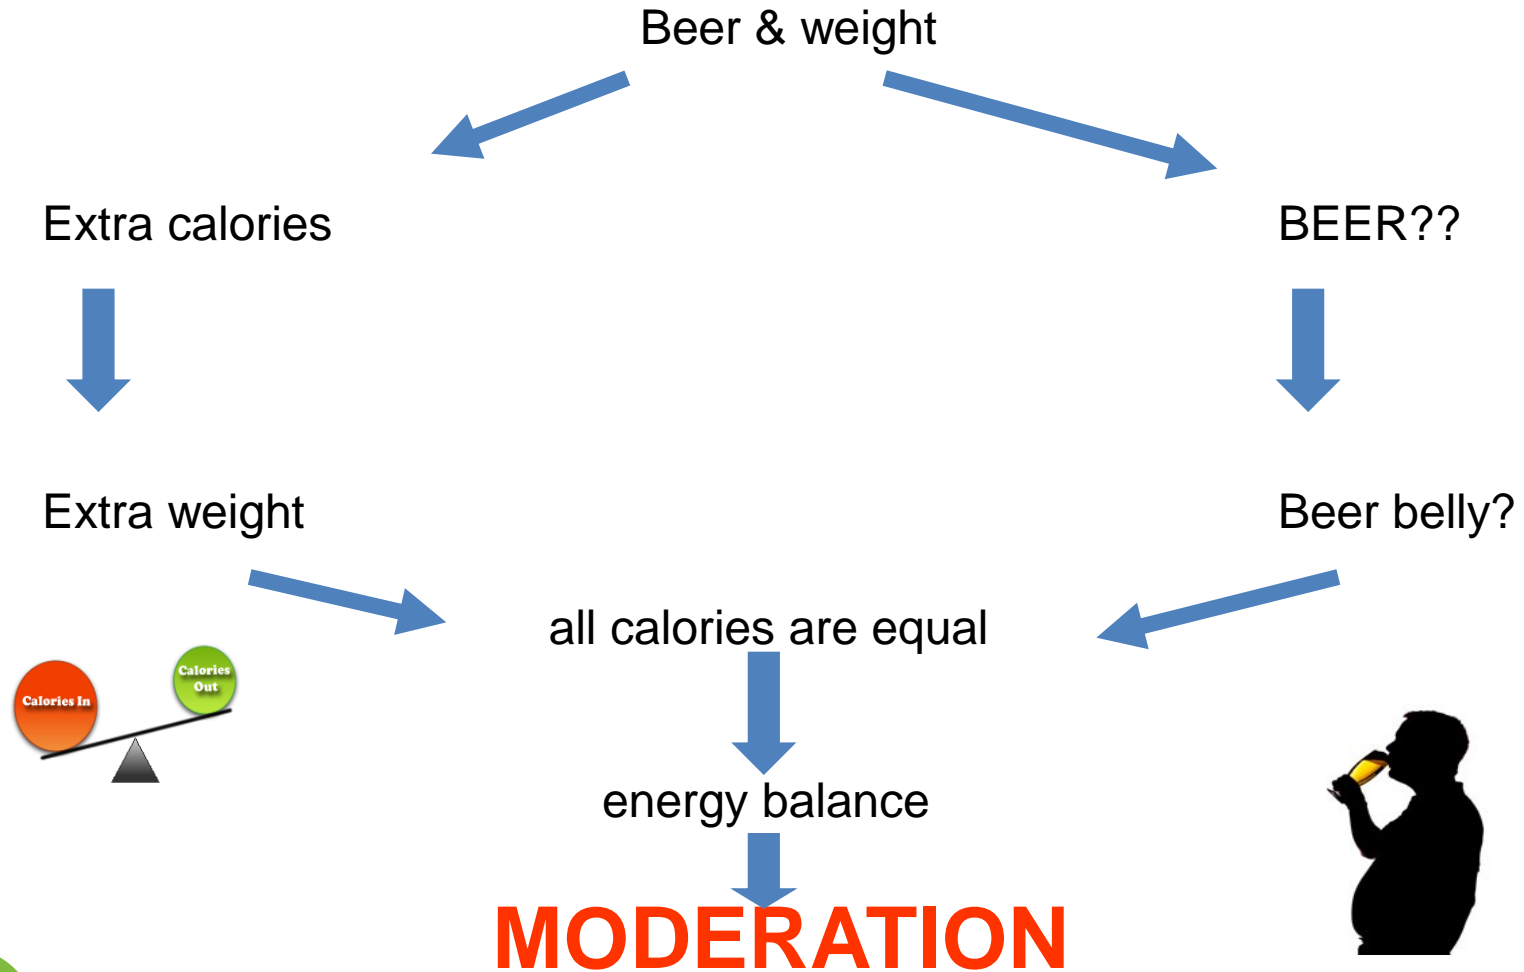 Beer & weight
Extra calories
BEER??
Extra weight
Beer belly?
all calories are equal
Calories In
Calories
Out
energy balance
MODERATION